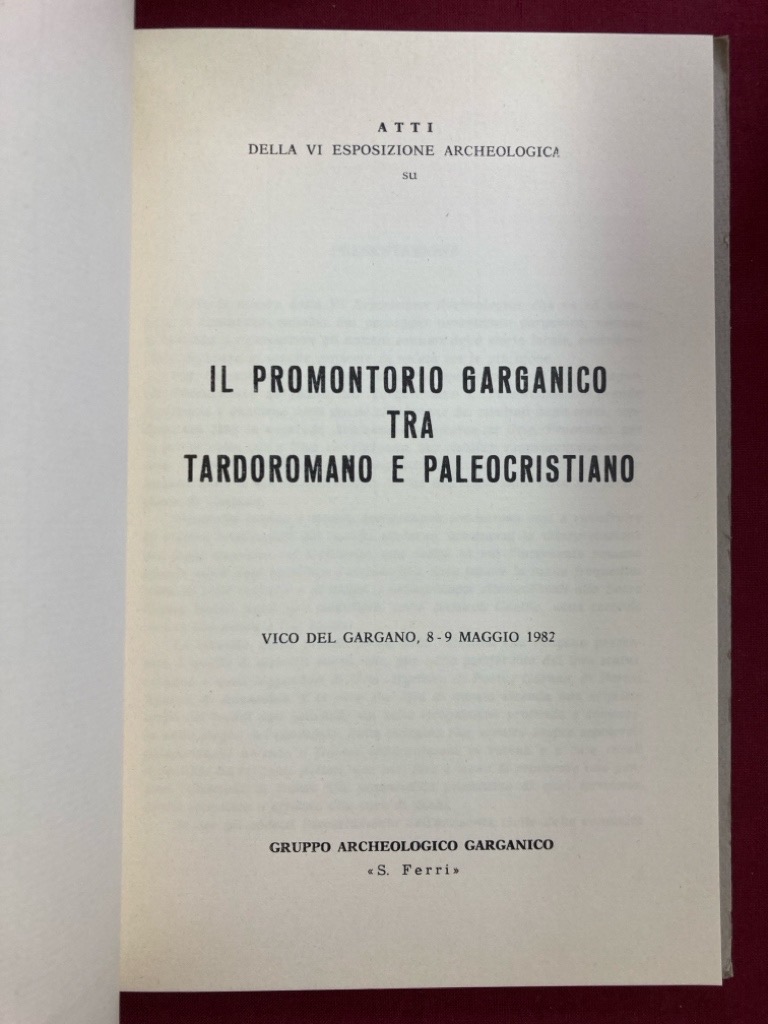 ATTI
DELLA VI ESPOSIZIONE ARCHEOLOGICA
su
IL PROMONTORIO GARGANICO
TRA
TARDOROMANO E PALEOCRISTIANO
VICO DEL GARGANO, 8-9 MAGGIO 1982
GRUPPO ARCHEOLOGICO GARGANICO
«S. Ferri»